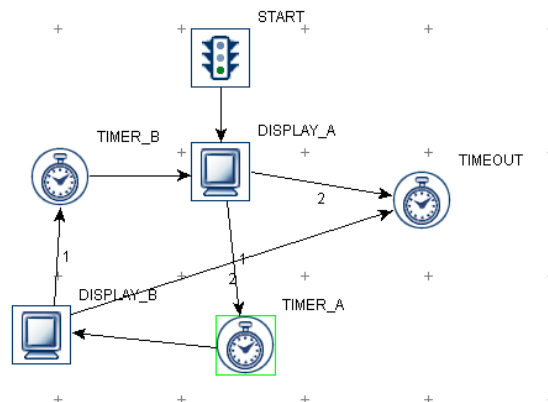 START
TIMER_B
DISPLAY_A
TIMEOUT
2
1
1
2
DISPLAY_B
TIMER_A